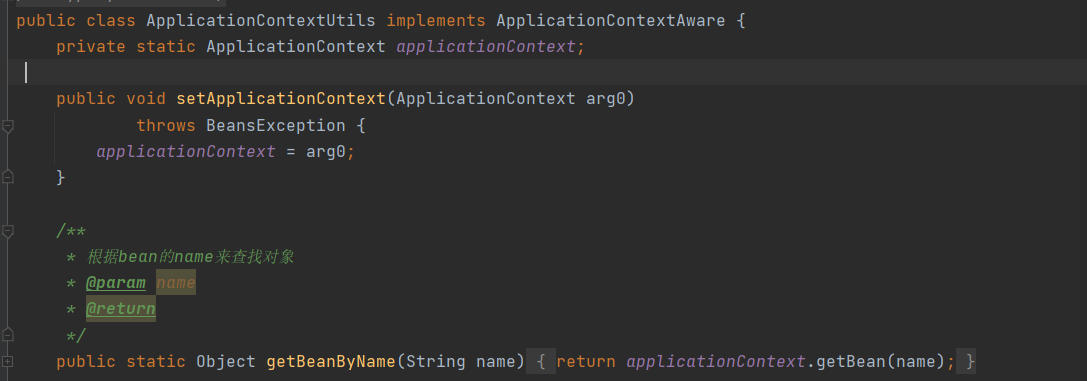 public class ApplicationContextUtils implements ApplicationContextAware {
private static ApplicationContext applicationContext;
public void setApplicationContext(ApplicationContext arg0)
throws BeansException {
applicationContext = arg0;
}
/**
* 根据bean的name来查找对象
* @param name
* @return
*/
public static Object getBeanByName(String name) { return applicationContext.getBean(name); }